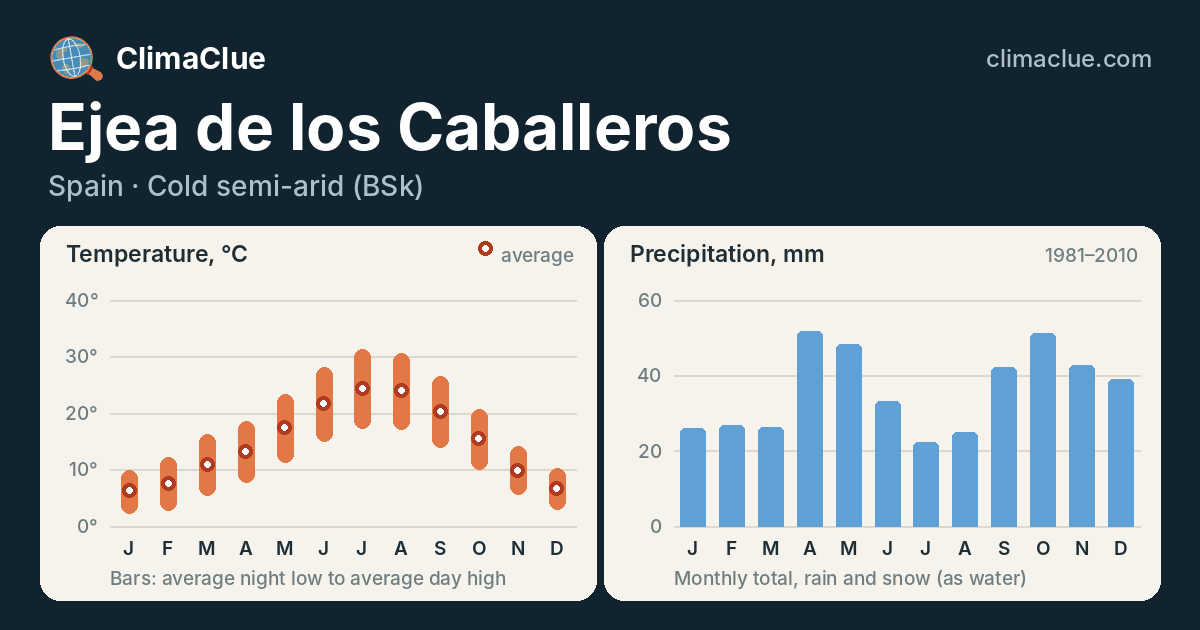 ClimaClue
climaclue.com
Ejea de los Caballeros
Spain · Cold semi-arid (BSk)
Temperature, °C
average
40°
30°
20°
10°
0°
J F M A M J J A S O N D
Bars: average night low to average day high
Precipitation, mm
1981–2010
60
40
20
0
J F M A M J J A S O N D
Monthly total, rain and snow (as water)